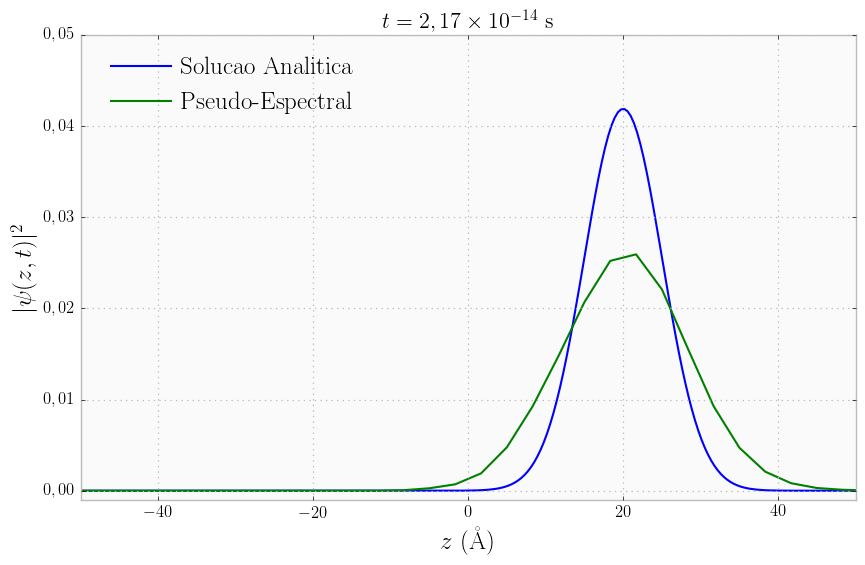 t = 2,17 × 10⁻¹⁴ s
0,05
0,04
0,03
0,02
0,01
0,00
|ψ(z, t)|²
Solucao Analitica
Pseudo-Espectral
−40 −20 0 20 40
z (Å)